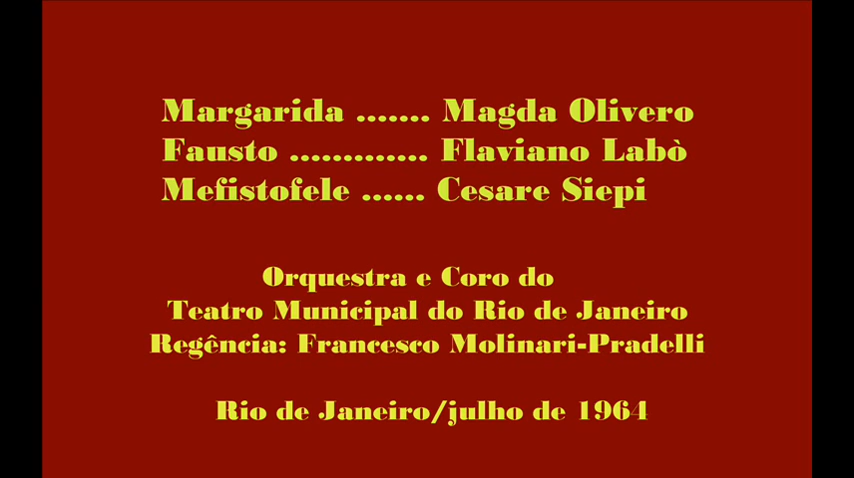 Margarida ....... Magda Olivero
Fausto ............. Flaviano Labò
Mefistofele ...... Cesare Siepi
Orquestra e Coro do
Teatro Municipal do Rio de Janeiro
Regência: Francesco Molinari-Pradelli
Rio de Janeiro/julho de 1964